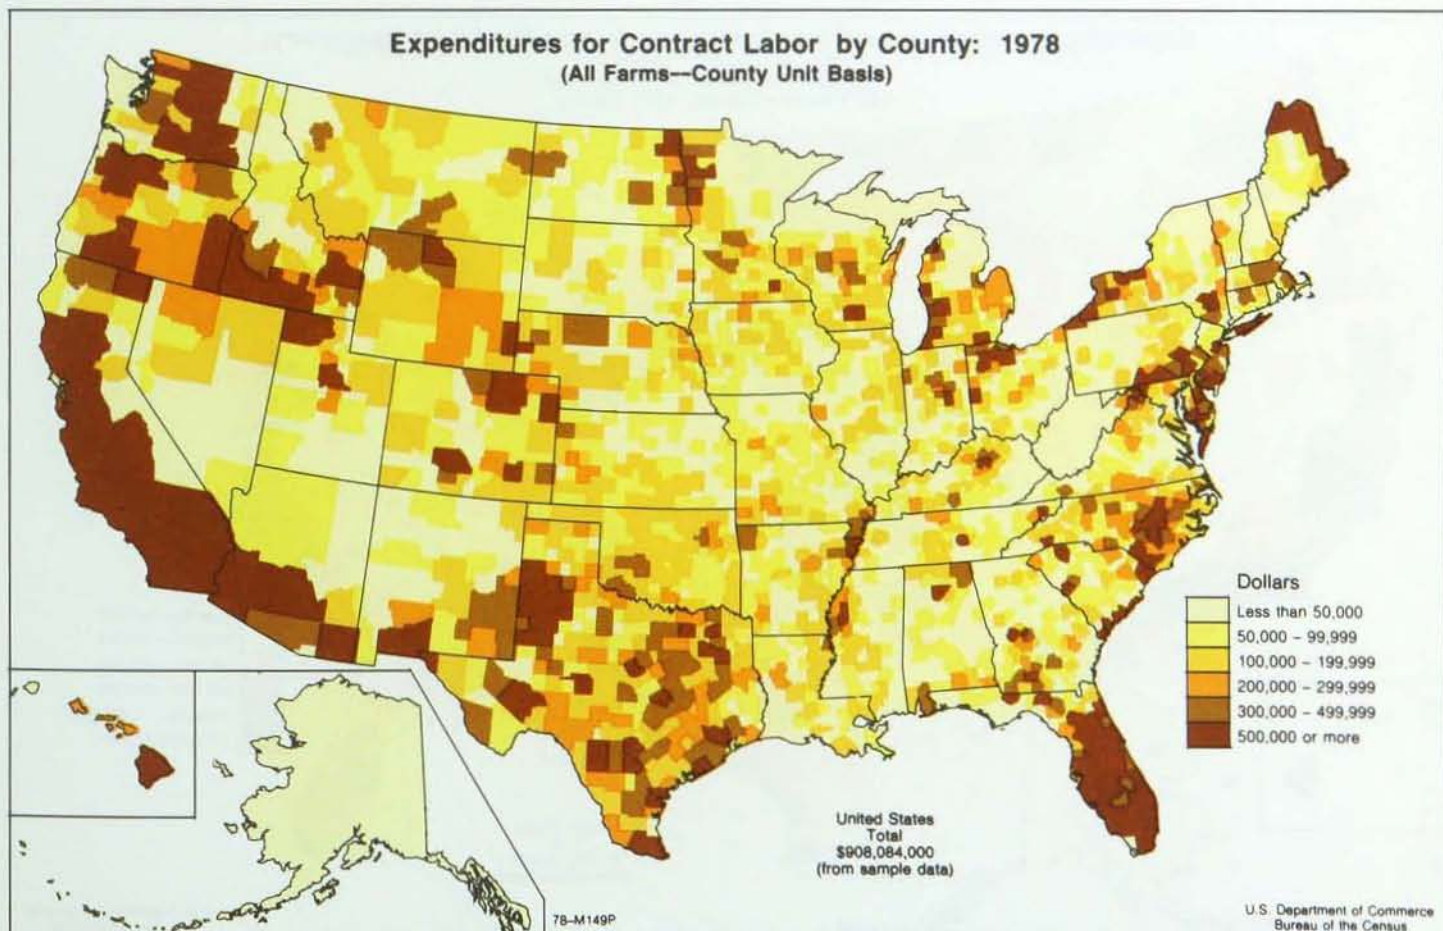 Expenditures for Contract Labor by County: 1978
(All Farms--County Unit Basis)
Dollars
Less than 50,000
50,000 - 99,999
100,000 - 199,999
200,000 - 299,999
300,000 - 499,999
500,000 or more
United States
Total
$908,084,000
(from sample data)
78-M149P
U.S. Department of Commerce
Bureau of the Census